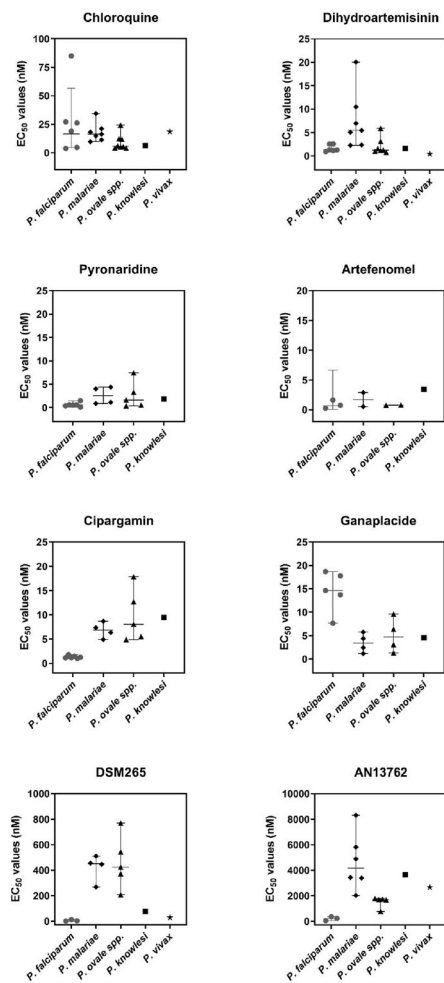 Chloroquine
EC50 values (nM)
100
75
50
25
0
P. falciparum
P. malariae
P. ovale spp.
P. knowlesi
P. vivax
Dihydroartemisinin
EC50 values (nM)
25
20
15
10
5
0
P. falciparum
P. malariae
P. ovale spp.
P. knowlesi
P. vivax
Pyronaridine
EC50 values (nM)
25
20
15
10
5
0
P. falciparum
P. malariae
P. ovale spp.
P. knowlesi
Artefenomel
EC50 values (nM)
25
20
15
10
5
0
P. falciparum
P. malariae
P. ovale spp.
P. knowlesi
Cipargamin
EC50 values (nM)
25
20
15
10
5
0
P. falciparum
P. malariae
P. ovale spp.
P. knowlesi
Ganaplacide
EC50 values (nM)
25
20
15
10
5
0
P. falciparum
P. malariae
P. ovale spp.
P. knowlesi
DSM265
EC50 values (nM)
1000
800
600
400
200
0
P. falciparum
P. malariae
P. ovale spp.
P. knowlesi
P. vivax
AN13762
EC50 values (nM)
10000
8000
6000
4000
2000
0
P. falciparum
P. malariae
P. ovale spp.
P. knowlesi
P. vivax